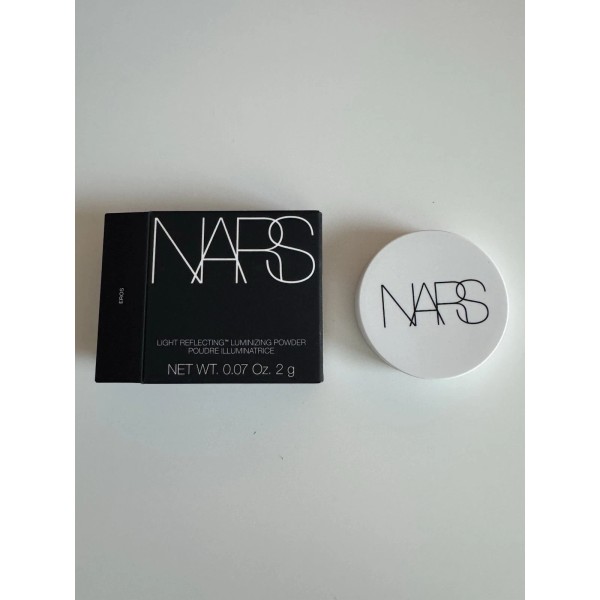 EROS
NARS
LIGHT REFLECTING™ LUMINIZING POWDER
POUDRE ILLUMINATRICE
NET WT. 0.07 Oz. 2 g
NARS